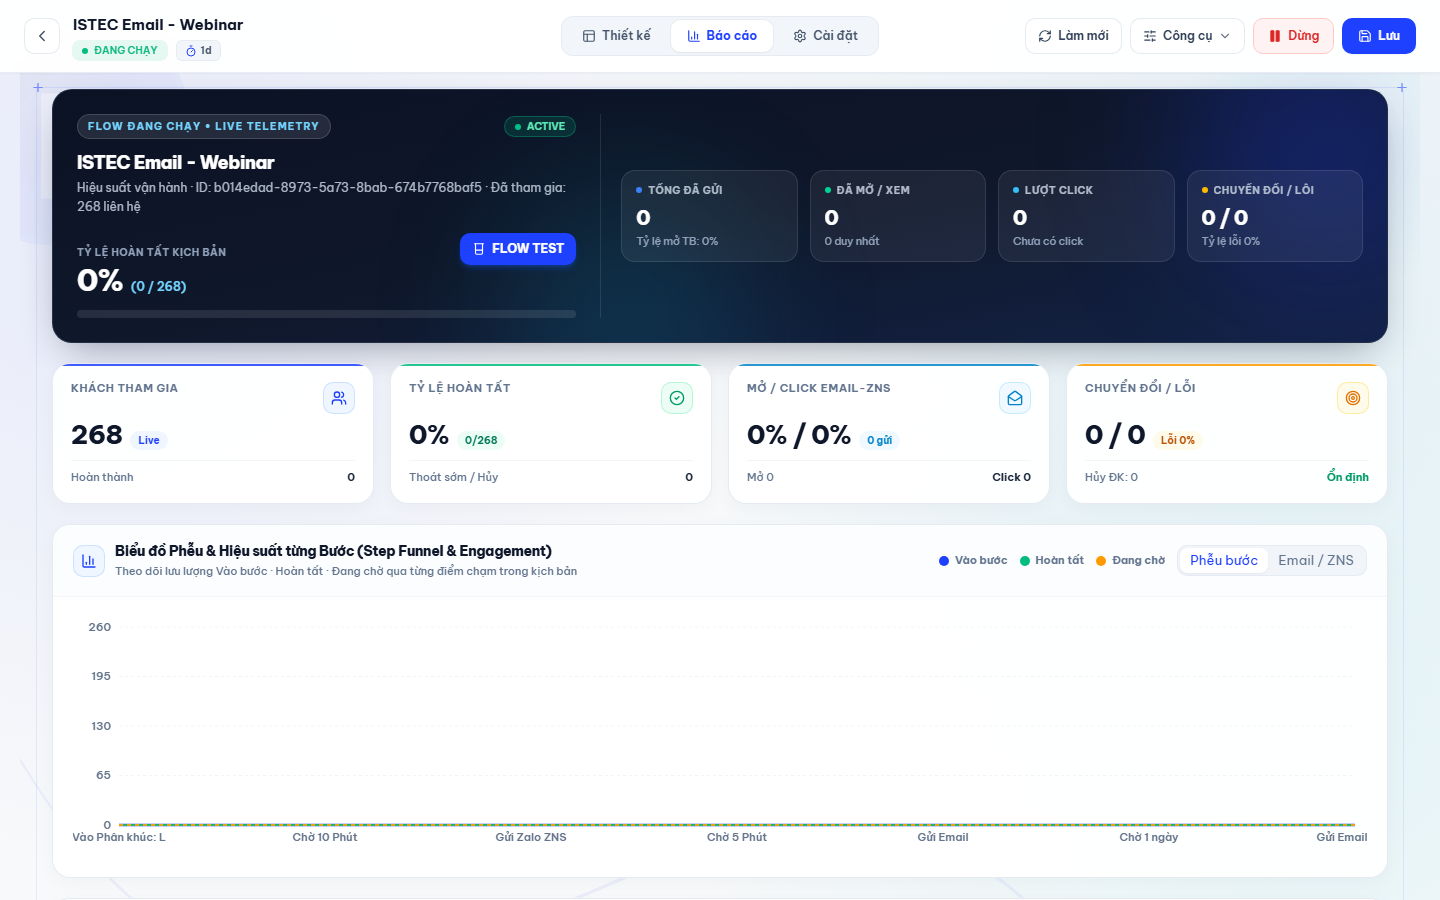 ISTEC Email - Webinar
ĐANG CHẠY
1d
Thiết kế
Báo cáo
Cài đặt
Làm mới
Công cụ
Dừng
Lưu
FLOW ĐANG CHẠY • LIVE TELEMETRY
ACTIVE
ISTEC Email - Webinar
Hiệu suất vận hành · ID: b014edad-8973-5a73-8bab-674b7768baf5 · Đã tham gia:
268 liên hệ
TỶ LỆ HOÀN TẤT KỊCH BẢN
0% (0 / 268)
FLOW TEST
TỔNG ĐÃ GỬI
0
Tỷ lệ mở TB: 0%
ĐÃ MỞ / XEM
0
0 duy nhất
LƯỢT CLICK
0
Chưa có click
CHUYỂN ĐỔI / LỖI
0 / 0
Tỷ lệ lỗi 0%
KHÁCH THAM GIA
268 Live
Hoàn thành 0
TỶ LỆ HOÀN TẤT
0% 0/268
Thoát sớm / Hủy 0
MỞ / CLICK EMAIL-ZNS
0% / 0% 0 gửi
Mở 0 Click 0
CHUYỂN ĐỔI / LỖI
0 / 0 Lỗi 0%
Hủy ĐK: 0 Ổn định
Biểu đồ Phễu & Hiệu suất từng Bước (Step Funnel & Engagement)
Theo dõi lưu lượng Vào bước · Hoàn tất · Đang chờ qua từng điểm chạm trong kịch bản
Vào bước
Hoàn tất
Đang chờ
Phễu bước
Email / ZNS
260
195
130
65
0
Vào Phân khúc: L
Chờ 10 Phút
Gửi Zalo ZNS
Chờ 5 Phút
Gửi Email
Chờ 1 ngày
Gửi Email